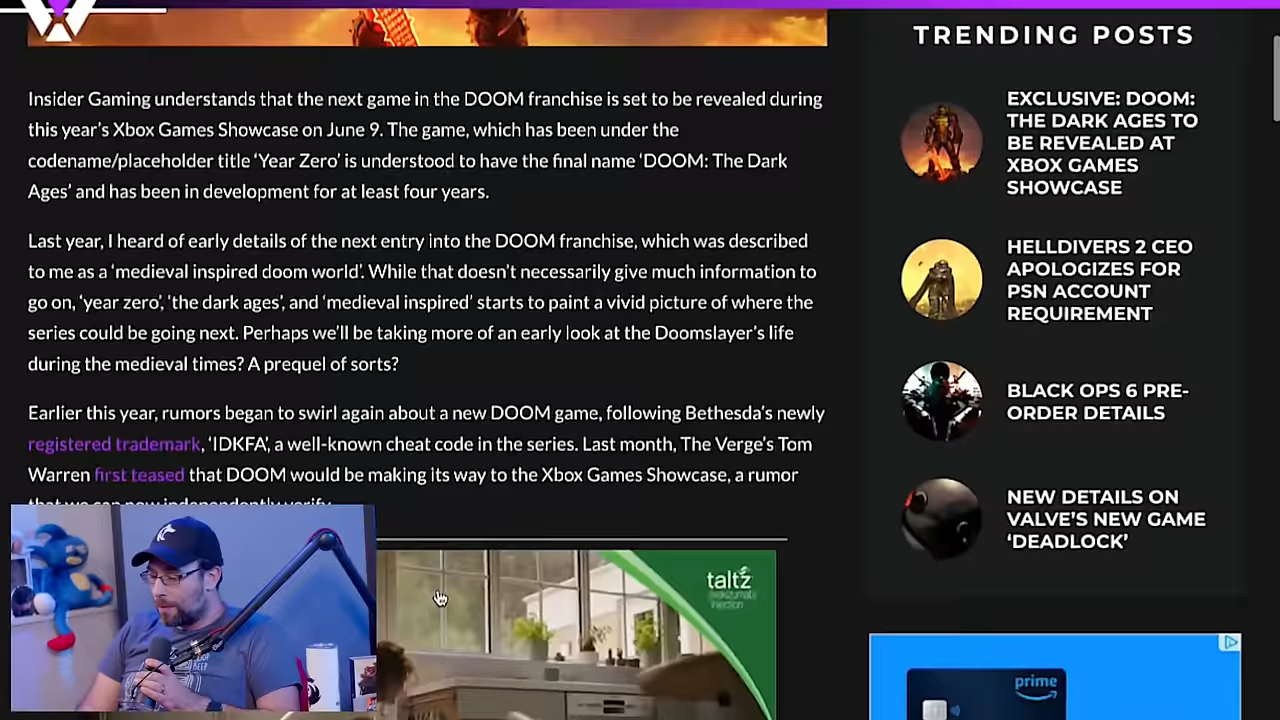 Insider Gaming understands that the next game in the DOOM franchise is set to be revealed during
this year's Xbox Games Showcase on June 9. The game, which has been under the
codename/placeholder title ‘Year Zero’ is understood to have the final name ‘DOOM: The Dark
Ages’ and has been in development for at least four years.
Last year, I heard of early details of the next entry into the DOOM franchise, which was described
to me as a ‘medieval inspired doom world’. While that doesn’t necessarily give much information to
go on, ‘year zero’, ‘the dark ages’, and ‘medieval inspired’ starts to paint a vivid picture of where the
series could be going next. Perhaps we’ll be taking more of an early look at the Doomslayer’s life
during the medieval times? A prequel of sorts?
Earlier this year, rumors began to swirl again about a new DOOM game, following Bethesda’s newly
registered trademark, ‘IDKFA’, a well-known cheat code in the series. Last month, The Verge’s Tom
Warren first teased that DOOM would be making its way to the Xbox Games Showcase, a rumor
that we can now independently verify.
TRENDING POSTS
EXCLUSIVE: DOOM:
THE DARK AGES TO
BE REVEALED AT
XBOX GAMES
SHOWCASE
HELLDIVERS 2 CEO
APOLOGIZES FOR
PSN ACCOUNT
REQUIREMENT
BLACK OPS 6 PRE-
ORDER DETAILS
NEW DETAILS ON
VALVE’S NEW GAME
‘DEADLOCK’
taltz
prime